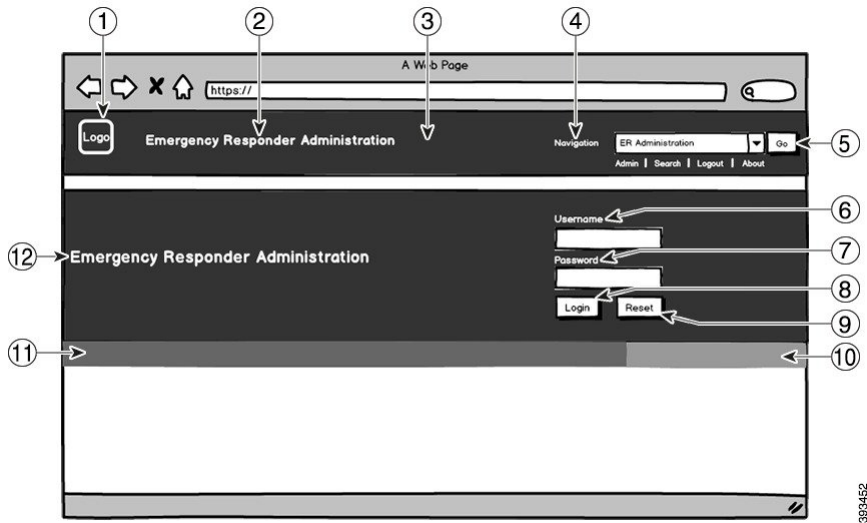 1 2 3 4
A Web Page
https://
Logo
Emergency Responder Administration
Navigation
ER Administration
Go
5
Admin | Search | Logout | About
Username
6
12
Emergency Responder Administration
Password
7
8
Login
Reset
9
11
10
393452